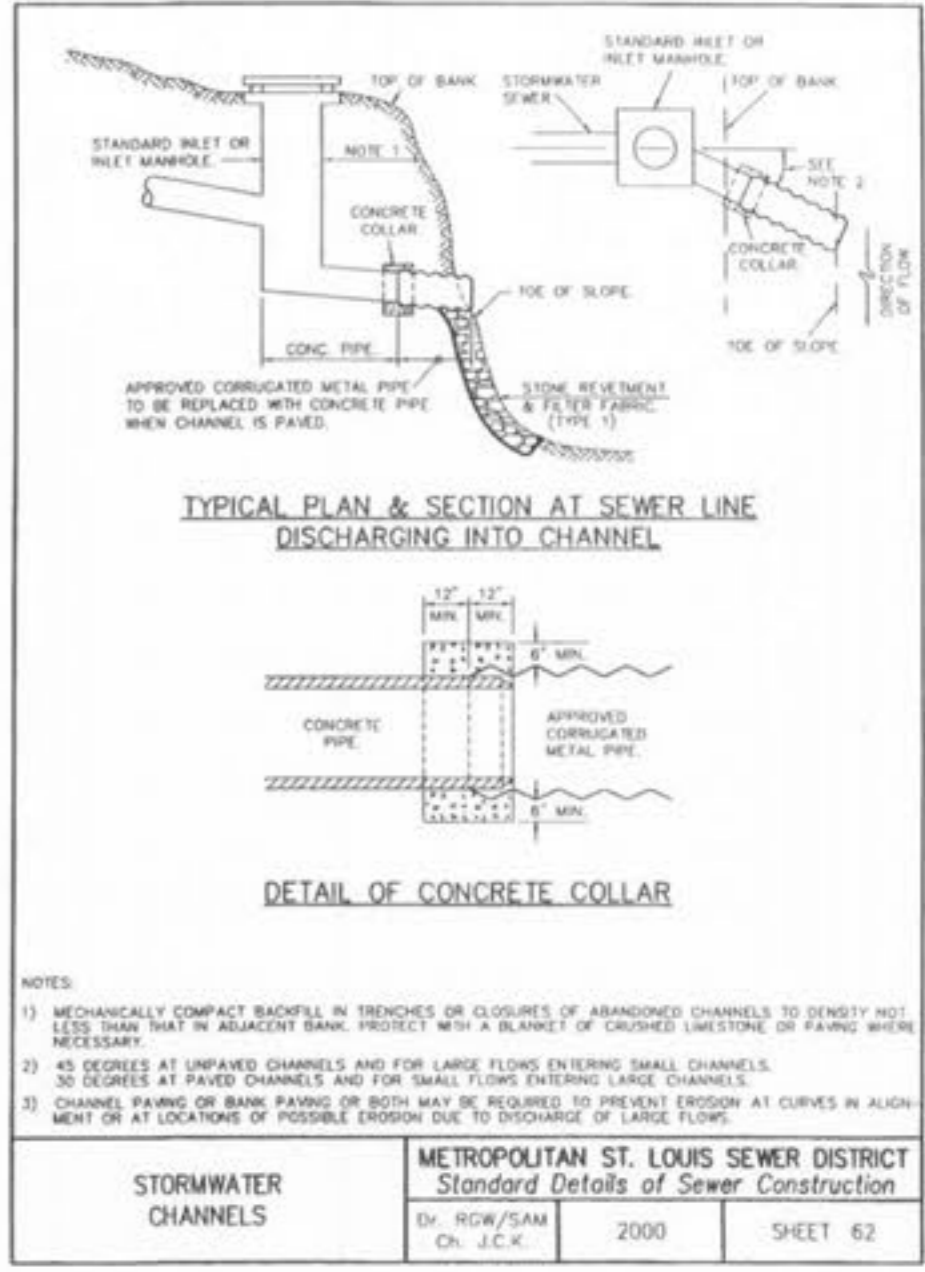 STANDARD INLET OR
INLET MANHOLE.
TOP OF BANK
STORMWATER
SEWER
TOP OF BANK
STANDARD INLET OR
INLET MANHOLE.
NOTE 1
SEE
NOTE 2
CONCRETE
COLLAR.
CONCRETE
COLLAR.
DIRECTION
OF FLOW
TOE OF SLOPE.
TOE OF SLOPE
CONC. PIPE
APPROVED CORRUGATED METAL PIPE
TO BE REPLACED WITH CONCRETE PIPE
WHEN CHANNEL IS PAVED.
STONE REVETMENT
& FILTER FABRIC.
(TYPE 1)
TYPICAL PLAN & SECTION AT SEWER LINE
DISCHARGING INTO CHANNEL
12" 12"
MIN. MIN.
6" MIN.
CONCRETE
PIPE.
APPROVED
CORRUGATED
METAL PIPE.
6" MIN.
DETAIL OF CONCRETE COLLAR
NOTES:
1) MECHANICALLY COMPACT BACKFILL IN TRENCHES OR CLOSURES OF ABANDONED CHANNELS TO DENSITY NOT
LESS THAN THAT IN ADJACENT BANK. PROTECT WITH A BLANKET OF CRUSHED LIMESTONE OR PAVING WHERE
NECESSARY.
2) 45 DEGREES AT UNPAVED CHANNELS AND FOR LARGE FLOWS ENTERING SMALL CHANNELS.
30 DEGREES AT PAVED CHANNELS AND FOR SMALL FLOWS ENTERING LARGE CHANNELS.
3) CHANNEL PAVING OR BANK PAVING OR BOTH MAY BE REQUIRED TO PREVENT EROSION AT CURVES IN ALIGN-
MENT OR AT LOCATIONS OF POSSIBLE EROSION DUE TO DISCHARGE OF LARGE FLOWS.
STORMWATER
CHANNELS
METROPOLITAN ST. LOUIS SEWER DISTRICT
Standard Details of Sewer Construction
Dr. RGW/SAM
Ch. J.C.K.
2000
SHEET 62